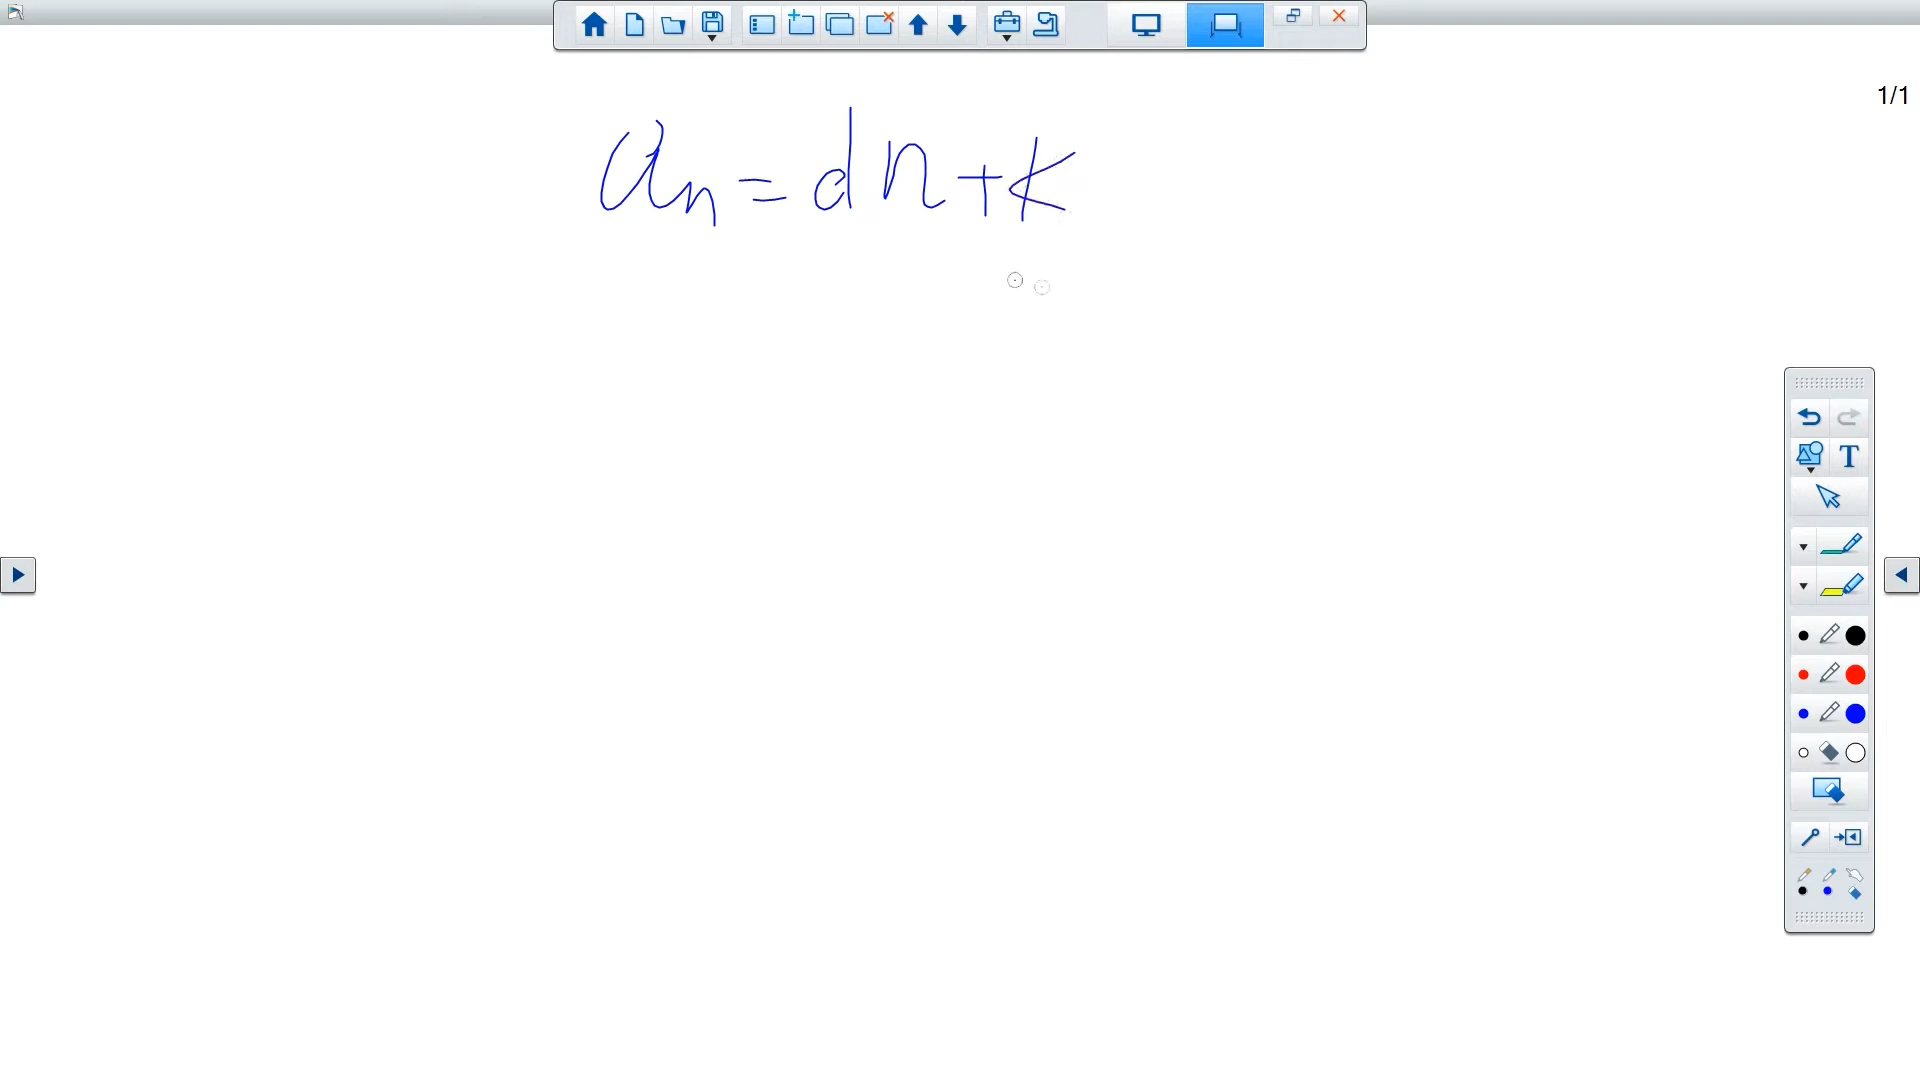 1/1
aₙ = dn + k
T